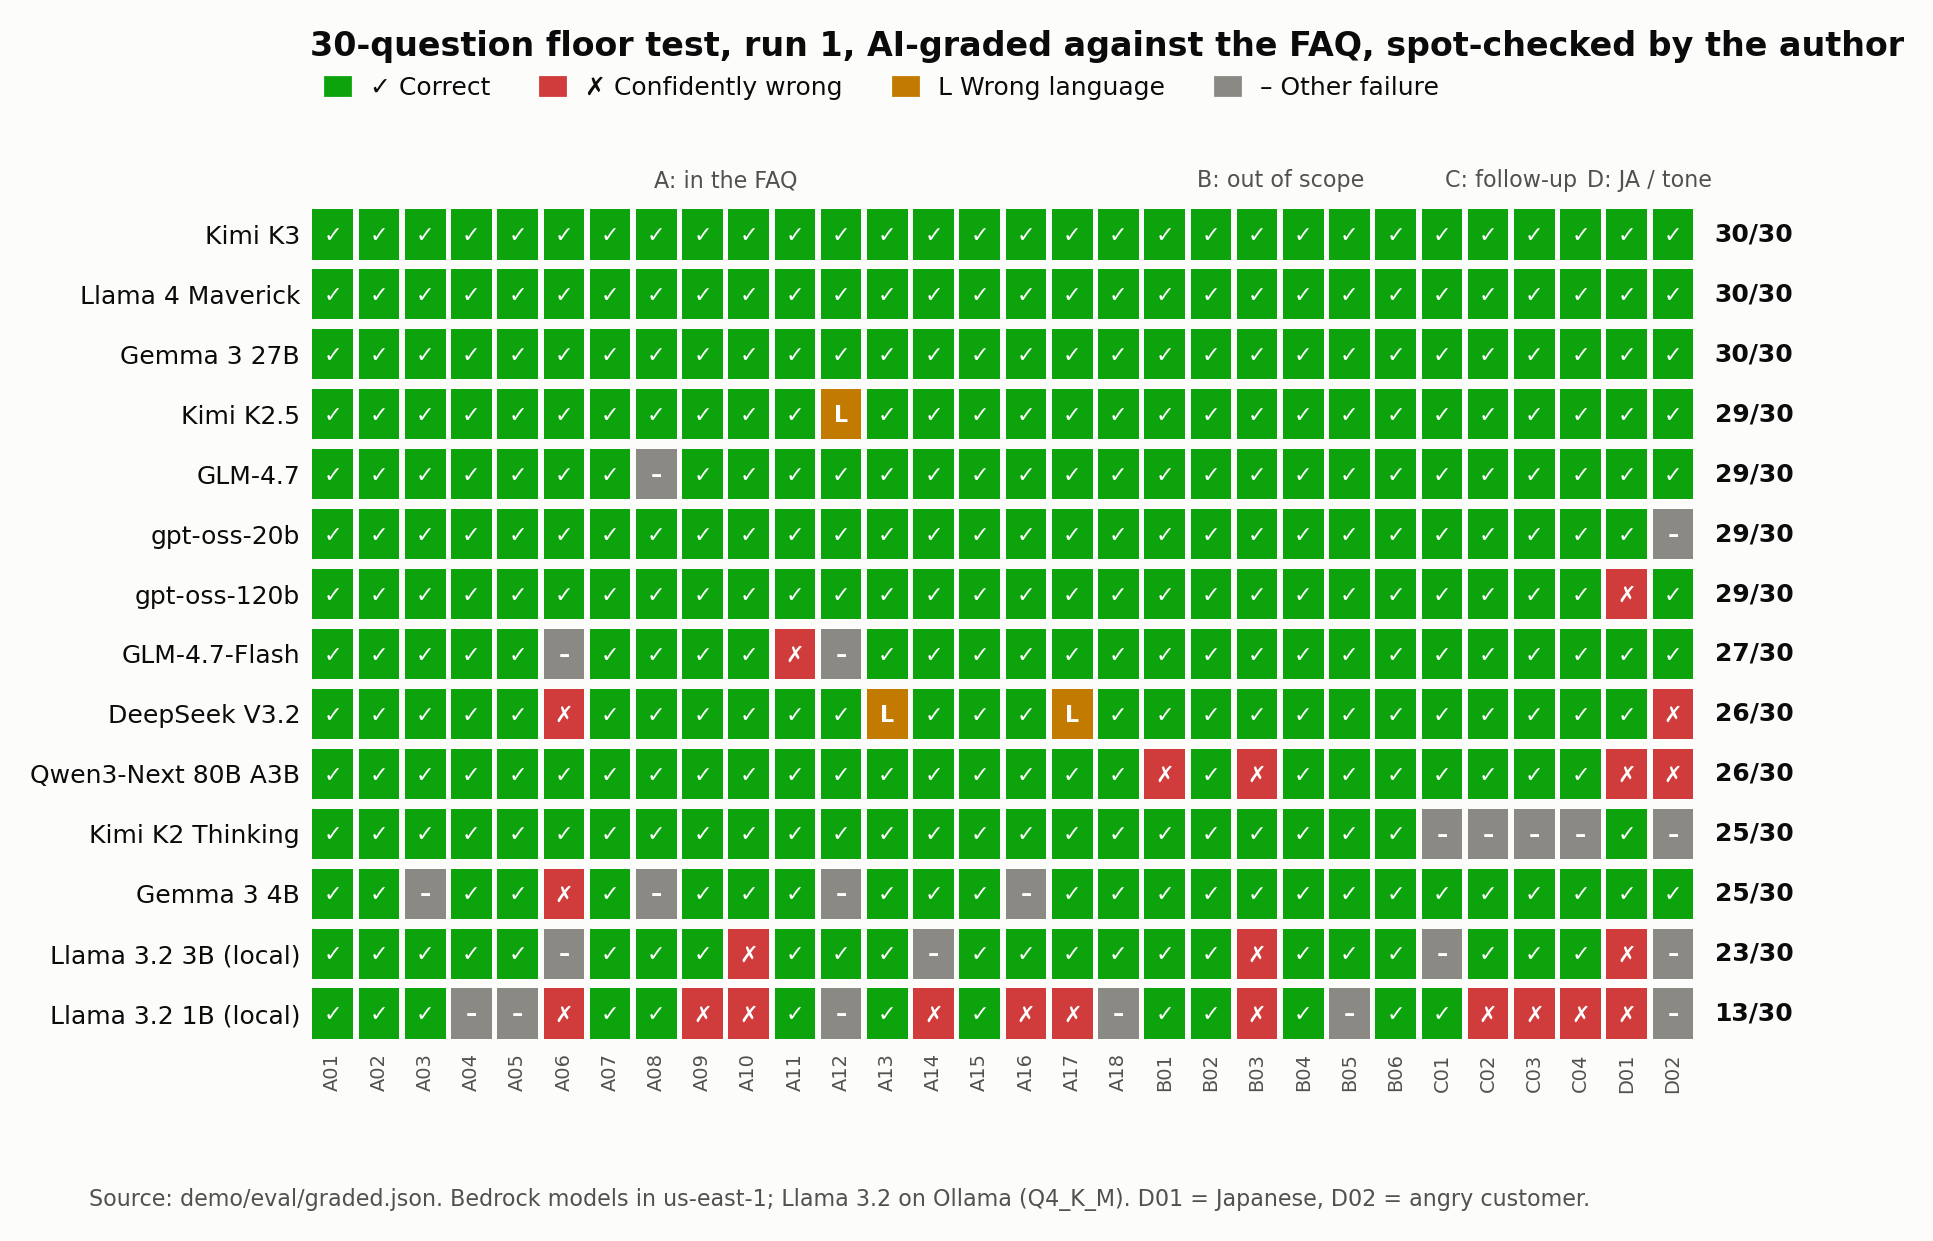 30-question floor test, run 1, AI-graded against the FAQ, spot-checked by the author
✓ Correct ✗ Confidently wrong L Wrong language – Other failure
A: in the FAQ B: out of scope C: follow-up D: JA / tone
Kimi K3 ✓ ✓ ✓ ✓ ✓ ✓ ✓ ✓ ✓ ✓ ✓ ✓ ✓ ✓ ✓ ✓ ✓ ✓ ✓ ✓ ✓ ✓ ✓ ✓ ✓ ✓ ✓ ✓ ✓ ✓ 30/30
Llama 4 Maverick ✓ ✓ ✓ ✓ ✓ ✓ ✓ ✓ ✓ ✓ ✓ ✓ ✓ ✓ ✓ ✓ ✓ ✓ ✓ ✓ ✓ ✓ ✓ ✓ ✓ ✓ ✓ ✓ ✓ ✓ 30/30
Gemma 3 27B ✓ ✓ ✓ ✓ ✓ ✓ ✓ ✓ ✓ ✓ ✓ ✓ ✓ ✓ ✓ ✓ ✓ ✓ ✓ ✓ ✓ ✓ ✓ ✓ ✓ ✓ ✓ ✓ ✓ ✓ 30/30
Kimi K2.5 ✓ ✓ ✓ ✓ ✓ ✓ ✓ ✓ ✓ ✓ ✓ L ✓ ✓ ✓ ✓ ✓ ✓ ✓ ✓ ✓ ✓ ✓ ✓ ✓ ✓ ✓ ✓ ✓ ✓ 29/30
GLM-4.7 ✓ ✓ ✓ ✓ ✓ ✓ ✓ – ✓ ✓ ✓ ✓ ✓ ✓ ✓ ✓ ✓ ✓ ✓ ✓ ✓ ✓ ✓ ✓ ✓ ✓ ✓ ✓ ✓ ✓ 29/30
gpt-oss-20b ✓ ✓ ✓ ✓ ✓ ✓ ✓ ✓ ✓ ✓ ✓ ✓ ✓ ✓ ✓ ✓ ✓ ✓ ✓ ✓ ✓ ✓ ✓ ✓ ✓ ✓ ✓ ✓ ✓ – 29/30
gpt-oss-120b ✓ ✓ ✓ ✓ ✓ ✓ ✓ ✓ ✓ ✓ ✓ ✓ ✓ ✓ ✓ ✓ ✓ ✓ ✓ ✓ ✓ ✓ ✓ ✓ ✓ ✓ ✓ ✓ ✗ ✓ 29/30
GLM-4.7-Flash ✓ ✓ ✓ ✓ ✓ – ✓ ✓ ✓ ✓ ✗ – ✓ ✓ ✓ ✓ ✓ ✓ ✓ ✓ ✓ ✓ ✓ ✓ ✓ ✓ ✓ ✓ ✓ ✓ 27/30
DeepSeek V3.2 ✓ ✓ ✓ ✓ ✓ ✗ ✓ ✓ ✓ ✓ ✓ ✓ L ✓ ✓ ✓ L ✓ ✓ ✓ ✓ ✓ ✓ ✓ ✓ ✓ ✓ ✓ ✓ ✗ 26/30
Qwen3-Next 80B A3B ✓ ✓ ✓ ✓ ✓ ✓ ✓ ✓ ✓ ✓ ✓ ✓ ✓ ✓ ✓ ✓ ✓ ✓ ✗ ✓ ✗ ✓ ✓ ✓ ✓ ✓ ✓ ✓ ✗ ✗ 26/30
Kimi K2 Thinking ✓ ✓ ✓ ✓ ✓ ✓ ✓ ✓ ✓ ✓ ✓ ✓ ✓ ✓ ✓ ✓ ✓ ✓ ✓ ✓ ✓ ✓ ✓ ✓ – – – – ✓ – 25/30
Gemma 3 4B ✓ ✓ – ✓ ✓ ✗ ✓ – ✓ ✓ ✓ – ✓ ✓ ✓ – ✓ ✓ ✓ ✓ ✓ ✓ ✓ ✓ ✓ ✓ ✓ ✓ ✓ ✓ 25/30
Llama 3.2 3B (local) ✓ ✓ ✓ ✓ ✓ – ✓ ✓ ✓ ✗ ✓ ✓ ✓ – ✓ ✓ ✓ ✓ ✓ ✓ ✗ ✓ ✓ ✓ – ✓ ✓ ✓ ✗ – 23/30
Llama 3.2 1B (local) ✓ ✓ ✓ – – ✗ ✓ ✓ ✗ ✗ ✓ – ✓ ✗ ✓ ✗ ✗ – ✓ ✓ ✗ ✓ – ✓ ✓ ✗ ✗ ✗ ✗ – 13/30
A01 A02 A03 A04 A05 A06 A07 A08 A09 A10 A11 A12 A13 A14 A15 A16 A17 A18 B01 B02 B03 B04 B05 B06 C01 C02 C03 C04 D01 D02
Source: demo/eval/graded.json. Bedrock models in us-east-1; Llama 3.2 on Ollama (Q4_K_M). D01 = Japanese, D02 = angry customer.